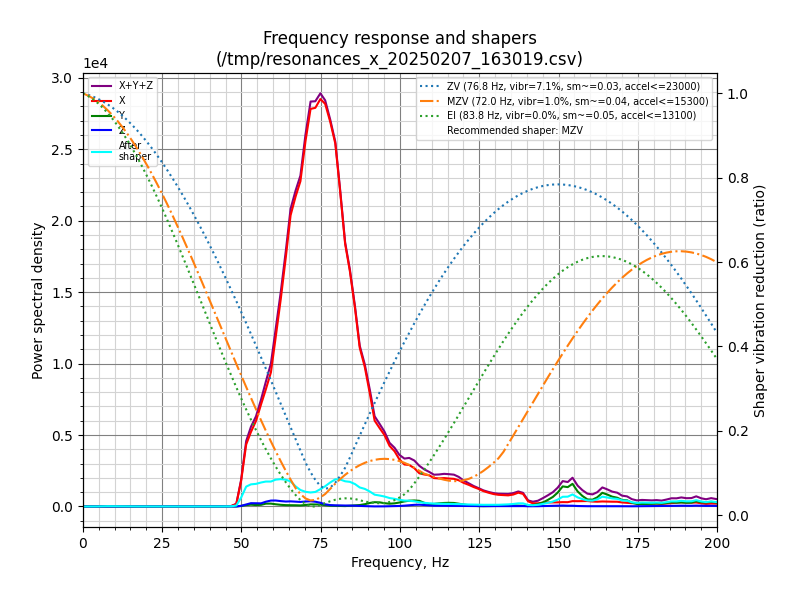 Frequency response and shapers
(/tmp/resonances_x_20250207_163019.csv)
1e4
X+Y+Z
X
Y
Z
After
shaper
ZV (76.8 Hz, vibr=7.1%, sm~=0.03, accel<=23000)
MZV (72.0 Hz, vibr=1.0%, sm~=0.04, accel<=15300)
EI (83.8 Hz, vibr=0.0%, sm~=0.05, accel<=13100)
Recommended shaper: MZV
3.0
2.5
2.0
1.5
1.0
0.5
0.0
Power spectral density
1.0
0.8
0.6
0.4
0.2
0.0
Shaper vibration reduction (ratio)
0 25 50 75 100 125 150 175 200
Frequency, Hz